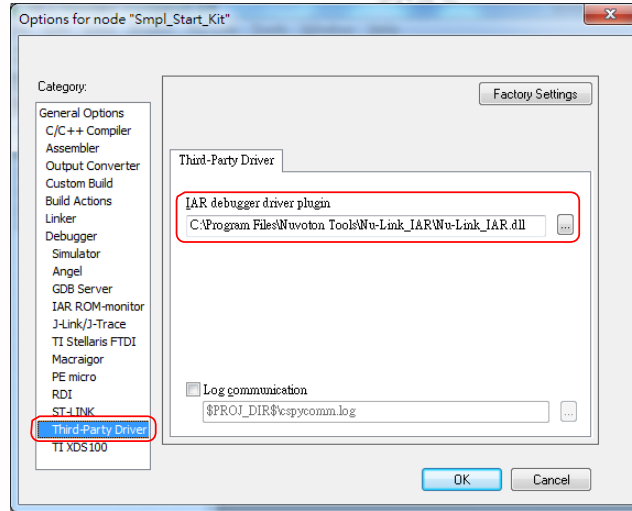 Options for node "Smpl_Start_Kit"
Category:
Factory Settings
General Options
C/C++ Compiler
Assembler
Output Converter
Custom Build
Build Actions
Linker
Debugger
Simulator
Angel
GDB Server
IAR ROM-monitor
J-Link/J-Trace
TI Stellaris FTDI
Macraigor
PE micro
RDI
ST-LINK
Third-Party Driver
TI XDS100
Third-Party Driver
IAR debugger driver plugin
C:\Program Files\Nuvoton Tools\Nu-Link_IAR\Nu-Link_IAR.dll
...
Log communication
$PROJ_DIR$\cspycomm.log
...
OK
Cancel